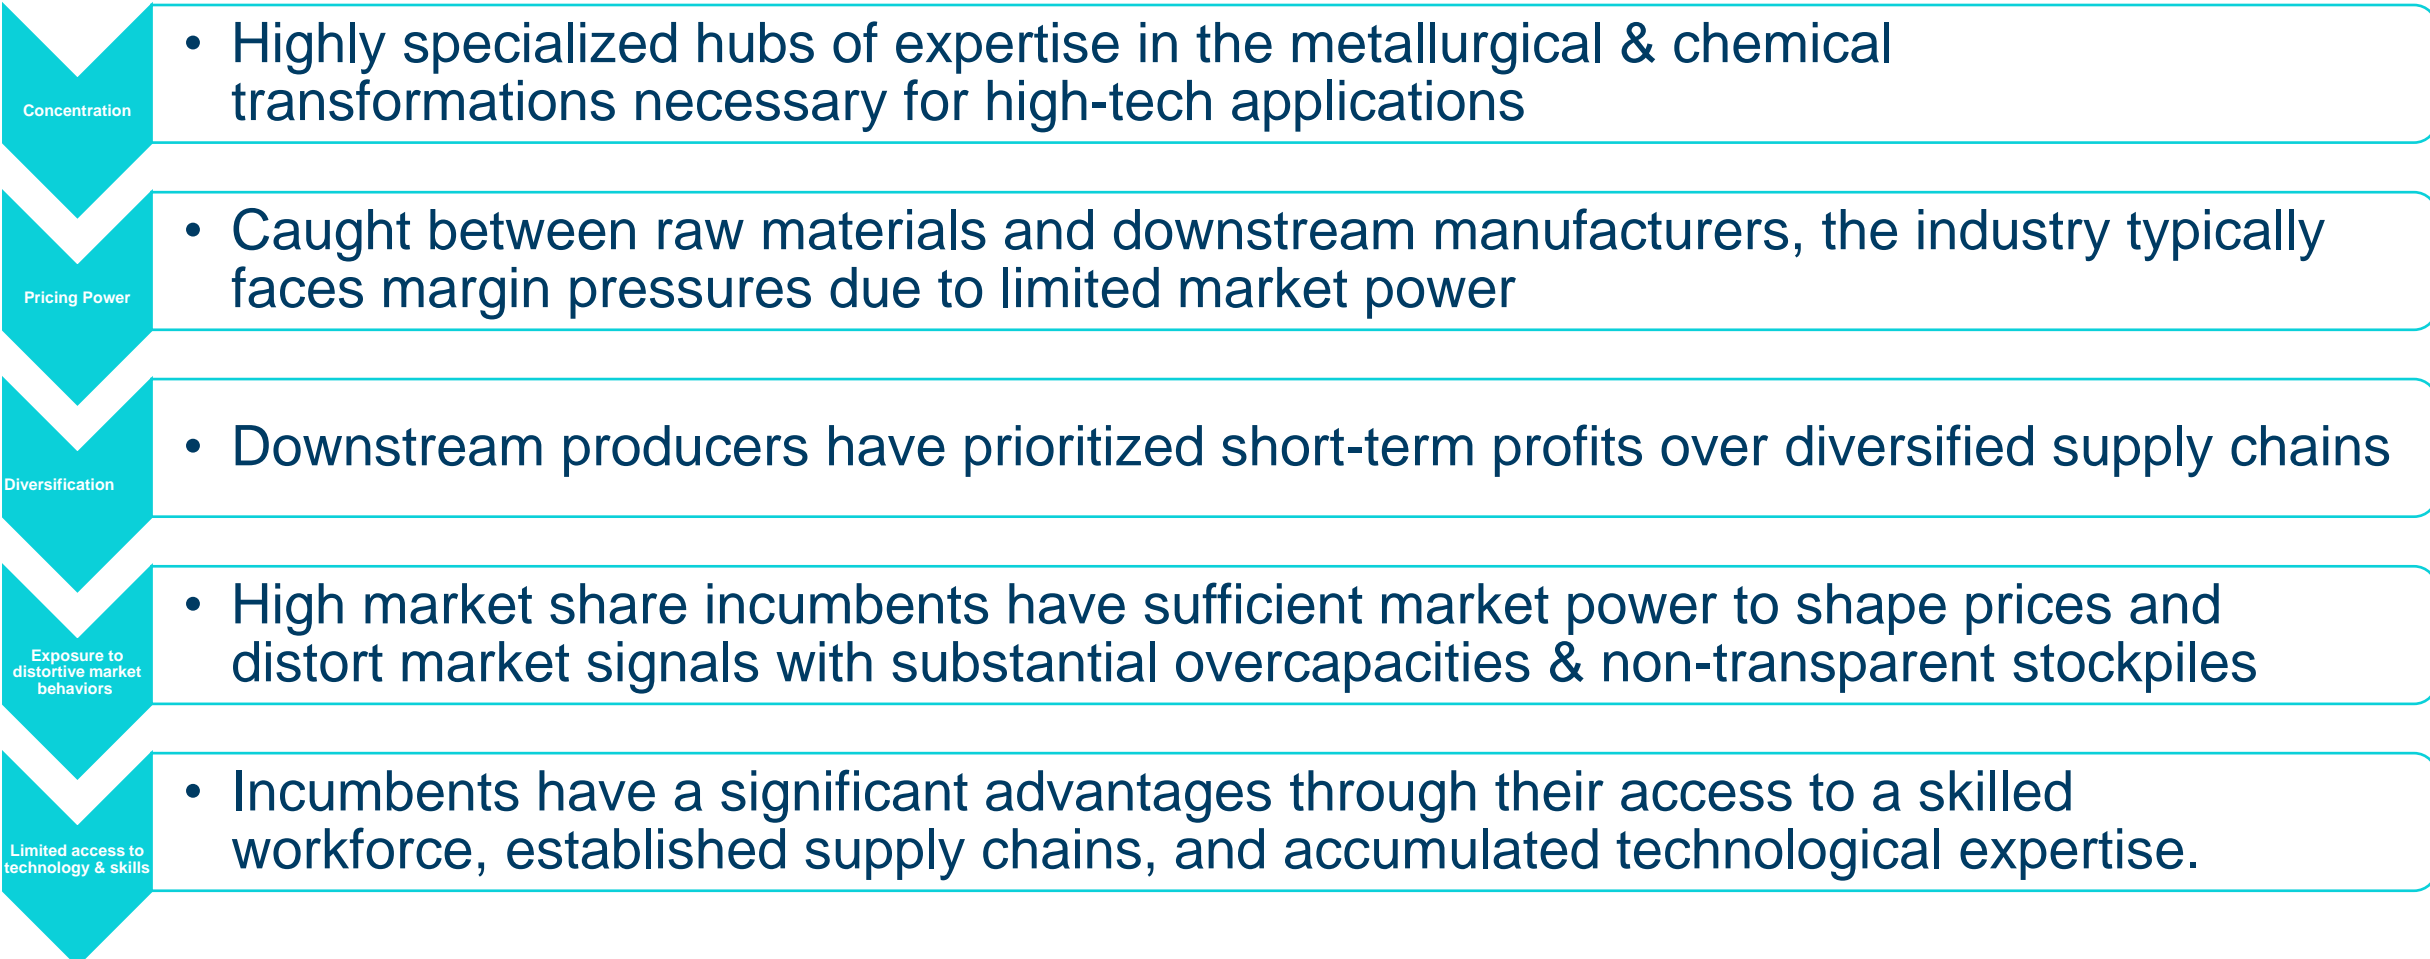 Concentration
• Highly specialized hubs of expertise in the metallurgical & chemical
transformations necessary for high-tech applications
Pricing Power
• Caught between raw materials and downstream manufacturers, the industry typically
faces margin pressures due to limited market power
Diversification
• Downstream producers have prioritized short-term profits over diversified supply chains
Exposure to
distortive market
behaviors
• High market share incumbents have sufficient market power to shape prices and
distort market signals with substantial overcapacities & non-transparent stockpiles
Limited access to
technology & skills
• Incumbents have a significant advantages through their access to a skilled
workforce, established supply chains, and accumulated technological expertise.